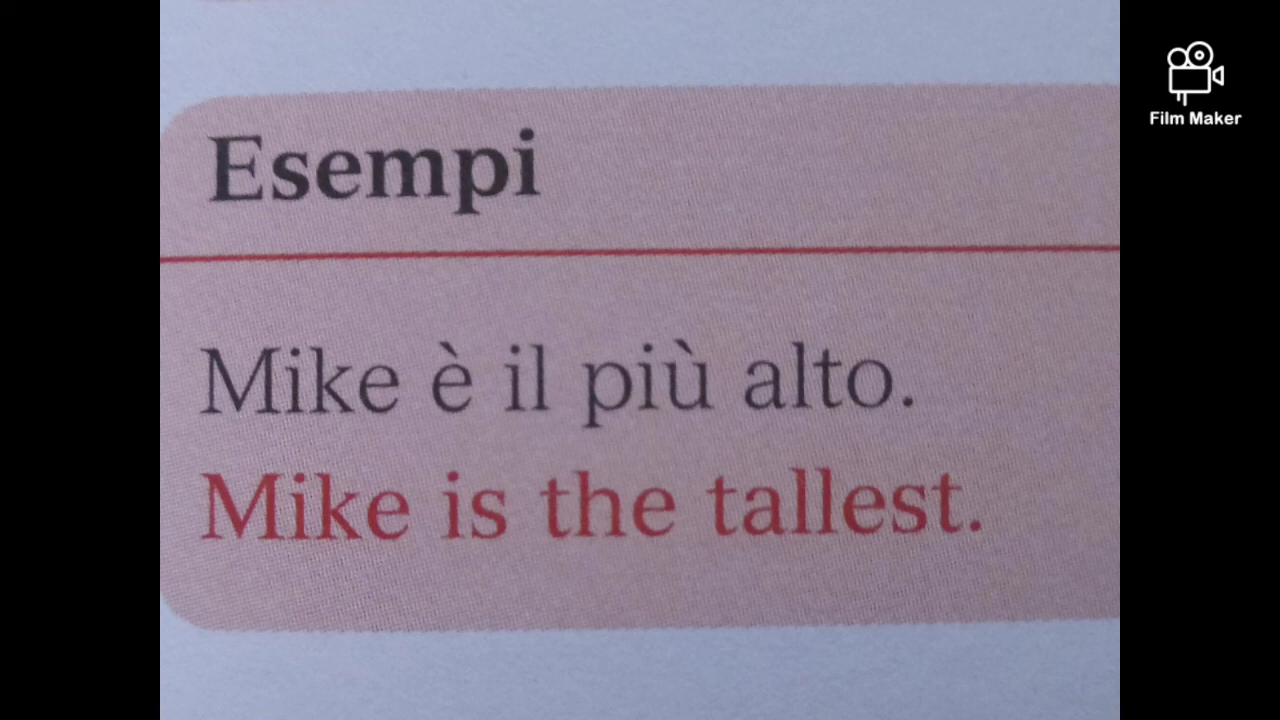 Film Maker
Esempi
Mike è il più alto.
Mike is the tallest.